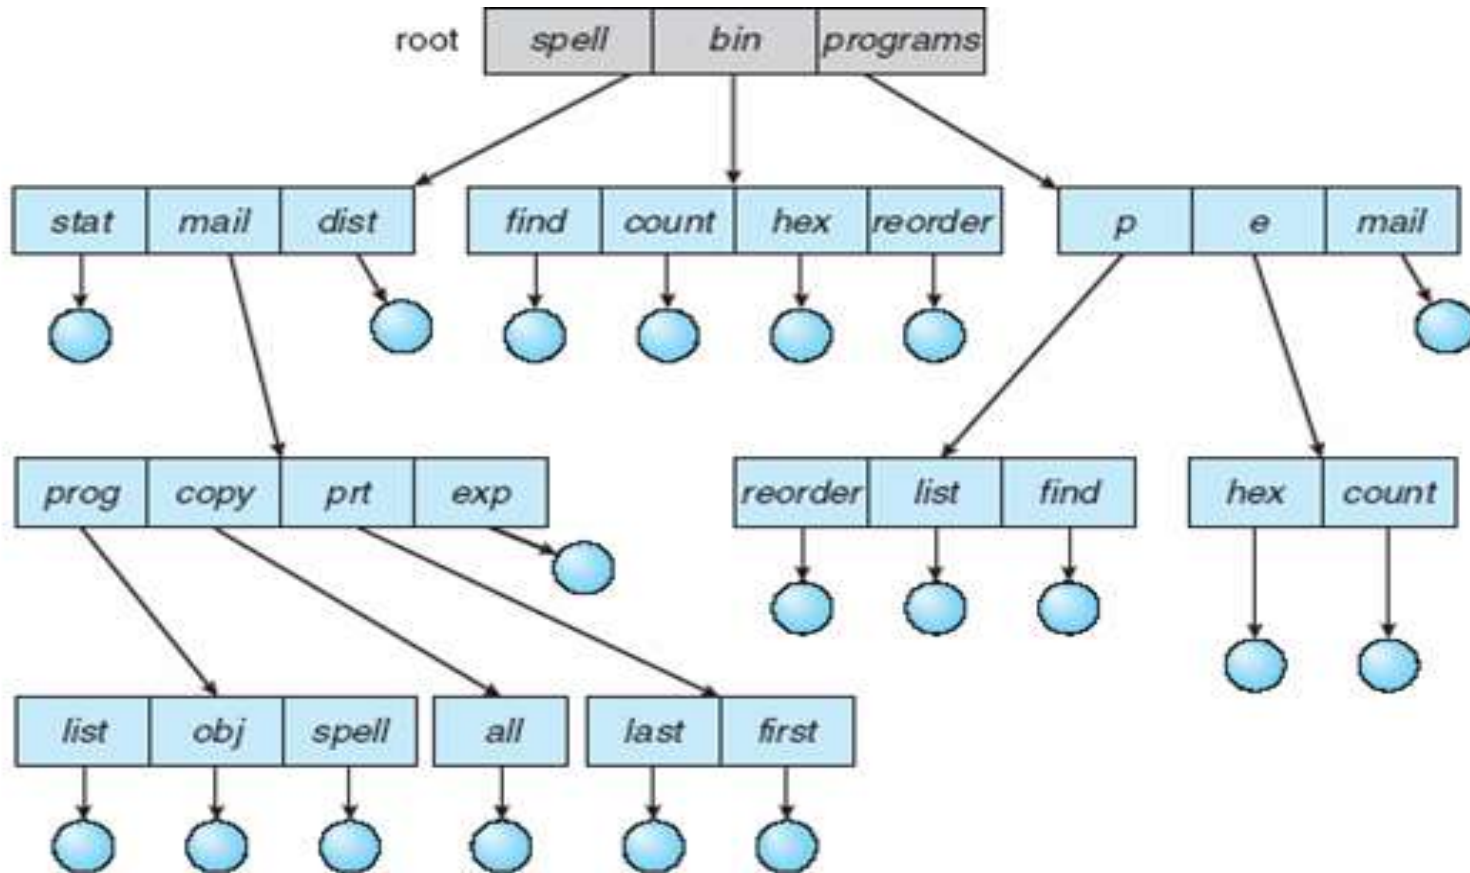 root spell bin programs
stat mail dist find count hex reorder p e mail
prog copy prt exp reorder list find hex count
list obj spell all last first